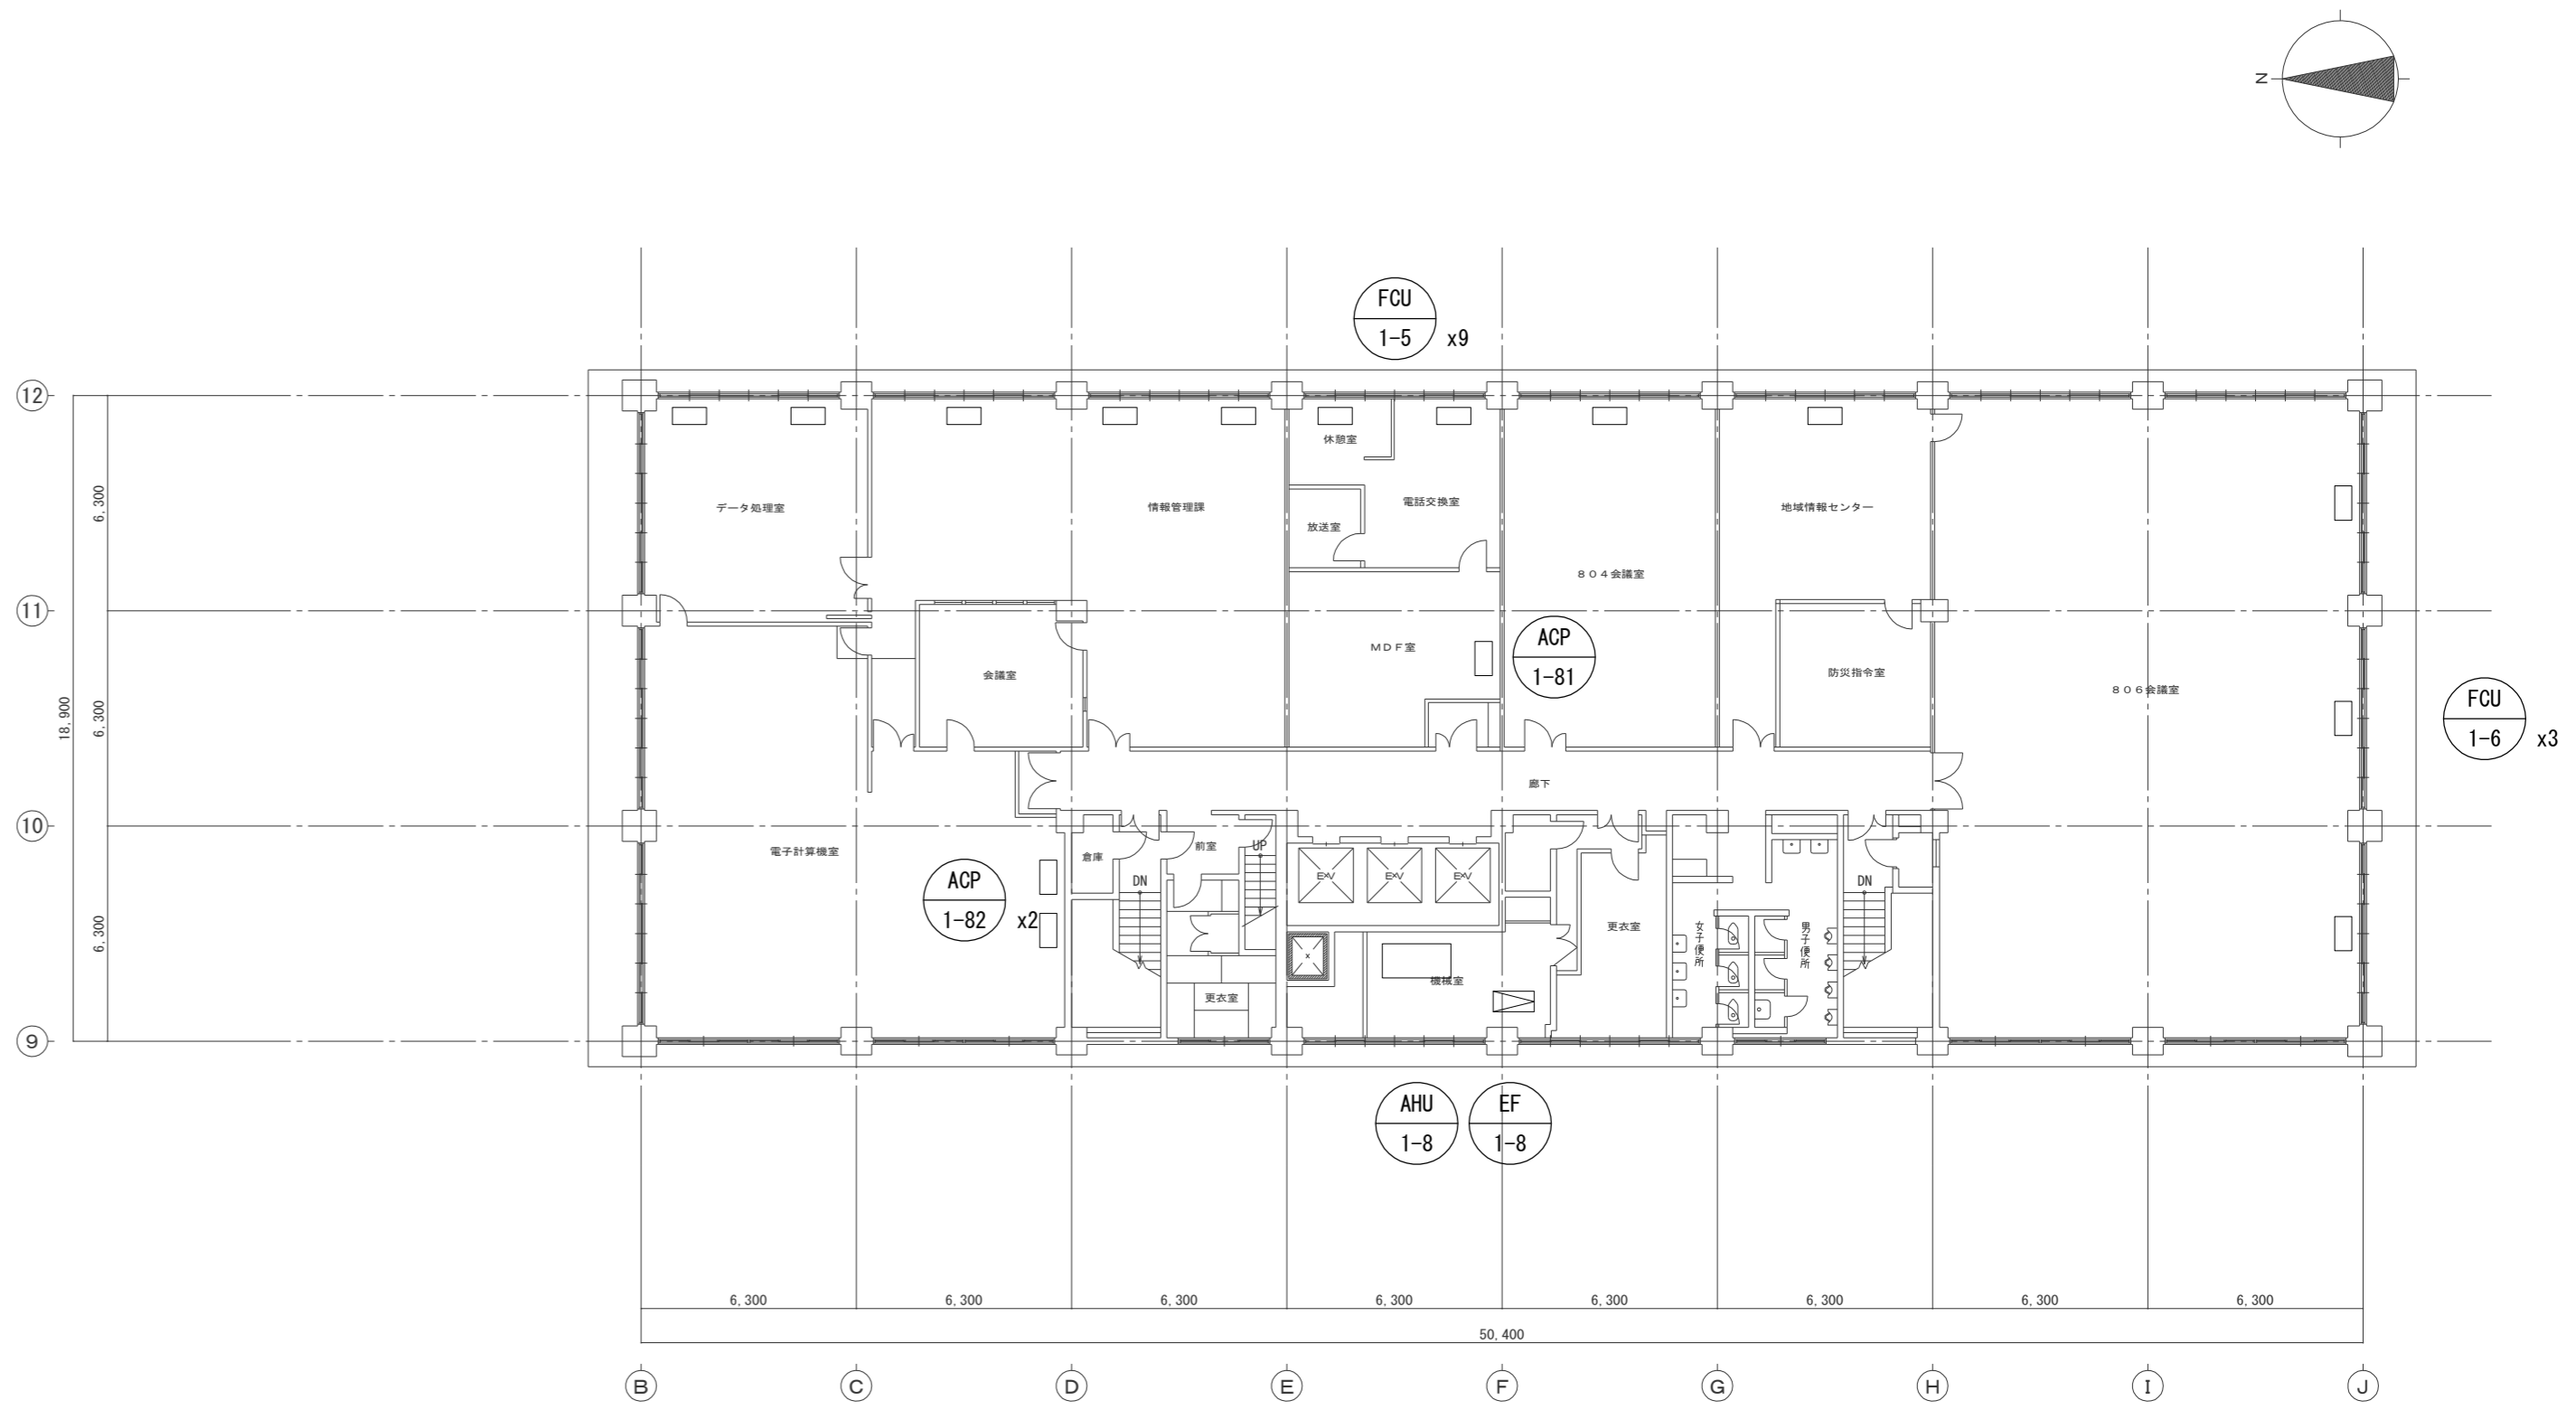 N
FCU
1-5 x9
12
11
10
9
18,900
6,300
6,300
6,300
休憩室
データ処理室
情報管理課
電話交換室
地域情報センター
放送室
804会議室
MDF室
ACP
1-81
会議室
防災指令室
806会議室
FCU
1-6 x3
廊下
電子計算機室
倉庫
前室
UP
DN
EV
EV
EV
DN
ACP
1-82 x2
更衣室
女子便所
男子便所
機械室
更衣室
AHU
1-8
EF
1-8
6,300
6,300
6,300
6,300
6,300
6,300
6,300
6,300
50,400
B
C
D
E
F
G
H
I
J